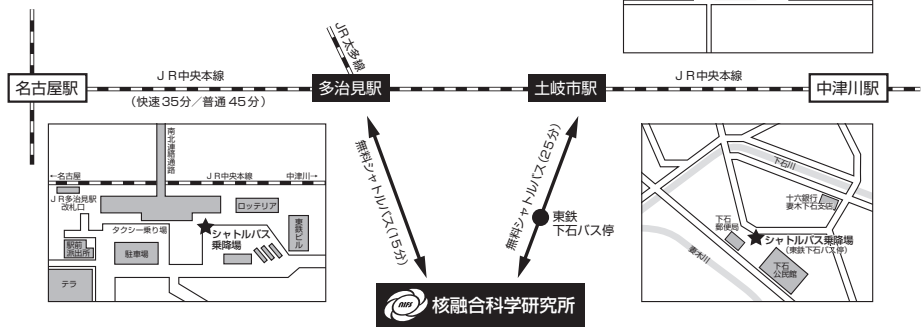 JR太多線
名古屋駅
JR中央本線
(快速35分／普通45分)
多治見駅
土岐市駅
JR中央本線
中津川駅
南北連絡通路
←名古屋
JR中央本線
中津川→
JR多治見駅
改札口
ロッテリア
タクシー乗り場
シャトルバス
乗降場
東鉄ビル
駅前
派出所
駐車場
テラ
無料シャトルバス(15分)
無料シャトルバス(25分)
東鉄
下石バス停
下石川
十六銀行
妻木下石支店
下石
郵便局
シャトルバス乗降場
(東鉄下石バス停)
妻木川
下石
公民館
NIFS
核融合科学研究所